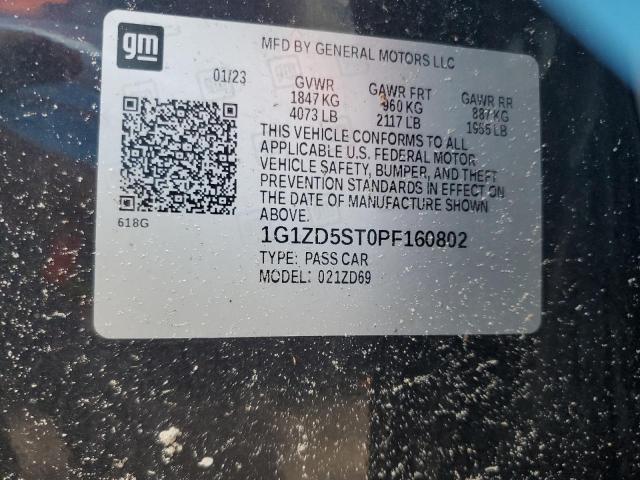 gm
MFD BY GENERAL MOTORS LLC
01/23
GVWR GAWR FRT GAWR RR
1847 KG 960 KG 887 KG
4073 LB 2117 LB 1955 LB
THIS VEHICLE CONFORMS TO ALL
APPLICABLE U.S. FEDERAL MOTOR
VEHICLE SAFETY, BUMPER, AND THEFT
PREVENTION STANDARDS IN EFFECT ON
THE DATE OF MANUFACTURE SHOWN
ABOVE.
618G
1G1ZD5ST0PF160802
TYPE: PASS CAR
MODEL: 021ZD69